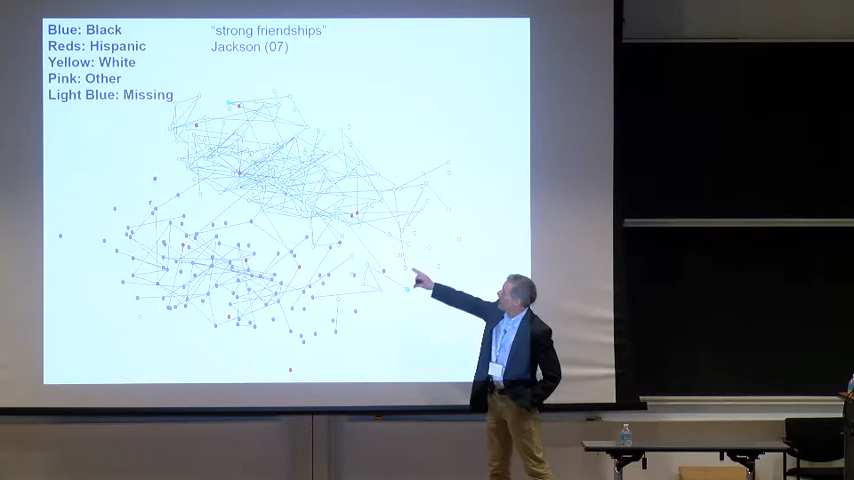 Blue: Black
Reds: Hispanic
Yellow: White
Pink: Other
Light Blue: Missing
"strong friendships"
Jackson (07)